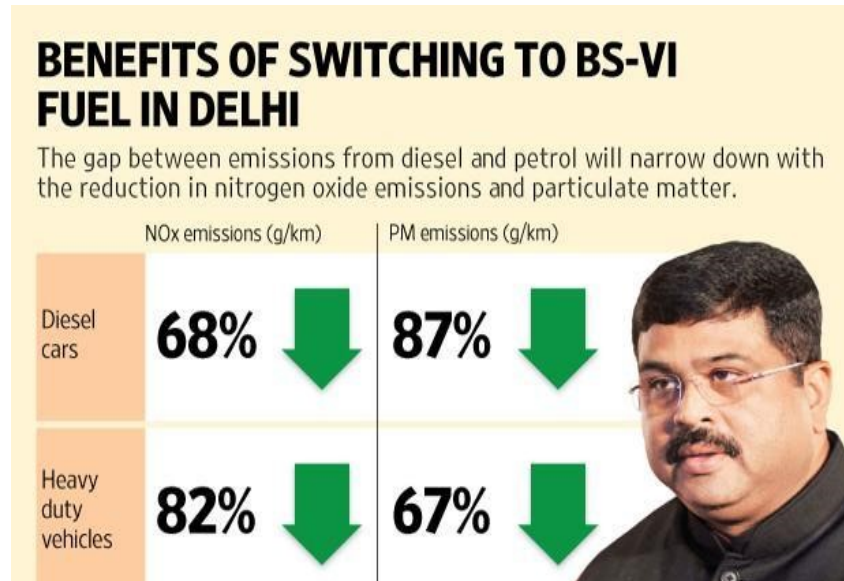 BENEFITS OF SWITCHING TO BS-VI
FUEL IN DELHI
The gap between emissions from diesel and petrol will narrow down with
the reduction in nitrogen oxide emissions and particulate matter.
NOx emissions (g/km)
PM emissions (g/km)
Diesel
cars
68%
87%
Heavy
duty
vehicles
82%
67%